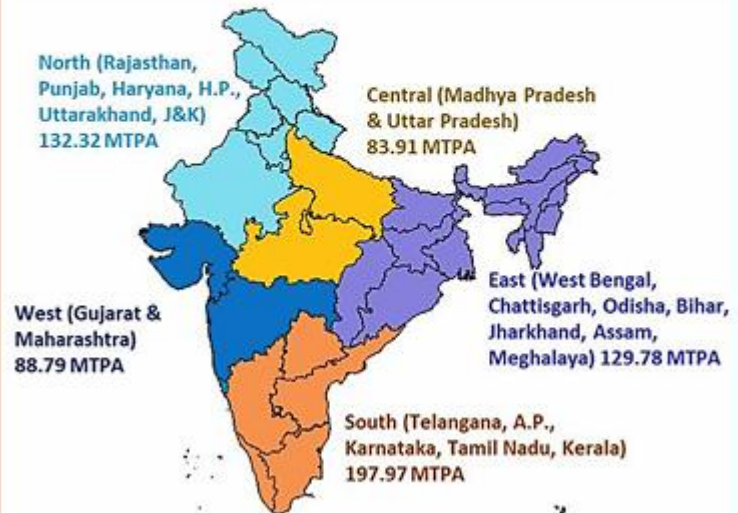 North (Rajasthan,
Punjab, Haryana, H.P.,
Uttarakhand, J&K)
132.32 MTPA
Central (Madhya Pradesh
& Uttar Pradesh)
83.91 MTPA
East (West Bengal,
Chattisgarh, Odisha, Bihar,
Jharkhand, Assam,
Meghalaya) 129.78 MTPA
West (Gujarat &
Maharashtra)
88.79 MTPA
South (Telangana, A.P.,
Karnataka, Tamil Nadu, Kerala)
197.97 MTPA